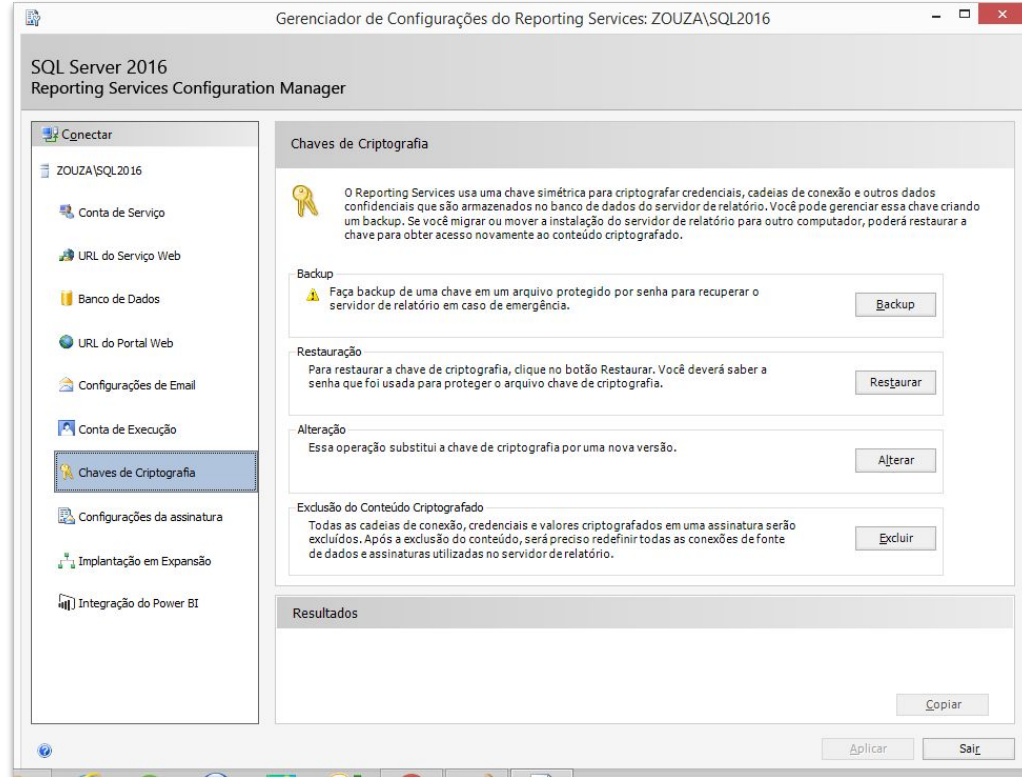 Gerenciador de Configurações do Reporting Services: ZOUZA\SQL2016
SQL Server 2016
Reporting Services Configuration Manager
Conectar
ZOUZA\SQL2016
Conta de Serviço
URL do Serviço Web
Banco de Dados
URL do Portal Web
Configurações de Email
Conta de Execução
Chaves de Criptografia
Configurações da assinatura
Implantação em Expansão
Integração do Power BI
Chaves de Criptografia
O Reporting Services usa uma chave simétrica para criptografar credenciais, cadeias de conexão e outros dados
confidenciais que são armazenados no banco de dados do servidor de relatório. Você pode gerenciar essa chave criando
um backup. Se você migrar ou mover a instalação do servidor de relatório para outro computador, poderá restaurar a
chave para obter acesso novamente ao conteúdo criptografado.
Backup
Faça backup de uma chave em um arquivo protegido por senha para recuperar o
servidor de relatório em caso de emergência.
Backup
Restauração
Para restaurar a chave de criptografia, clique no botão Restaurar. Você deverá saber a
senha que foi usada para proteger o arquivo chave de criptografia.
Restaurar
Alteração
Essa operação substitui a chave de criptografia por uma nova versão.
Alterar
Exclusão do Conteúdo Criptografado
Todas as cadeias de conexão, credenciais e valores criptografados em uma assinatura serão
excluídos. Após a exclusão do conteúdo, será preciso redefinir todas as conexões de fonte
de dados e assinaturas utilizadas no servidor de relatório.
Excluir
Resultados
Copiar
Aplicar
Sair